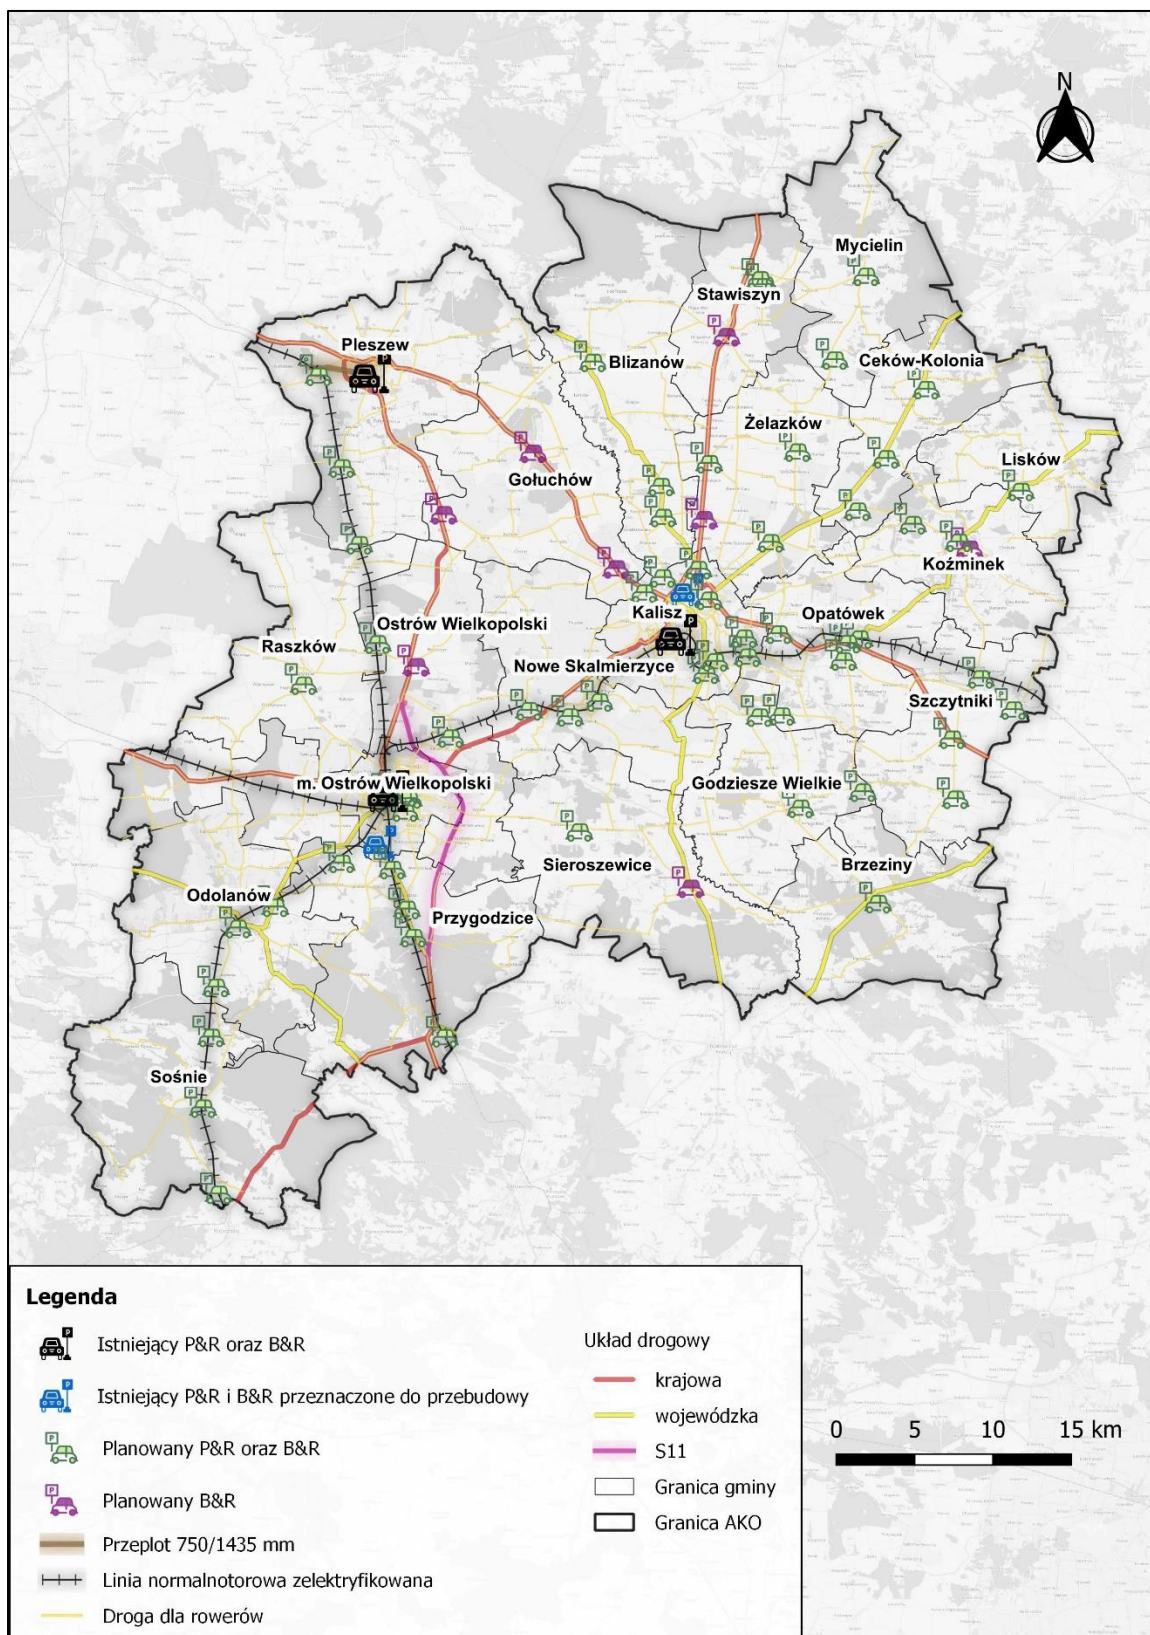 N
Mycielin
Stawiszyn
Pleszew
Blizanów
Ceków-Kolonia
Żelazków
Lisków
Gołuchów
Koźminek
Kalisz
Opatówek
Ostrów Wielkopolski
Raszków
Nowe Skalmierzyce
Szczytniki
m. Ostrów Wielkopolski
Godziesze Wielkie
Sieroszewice
Brzeziny
Odolanów
Przygodzice
Sośnie
Legenda
Istniejący P&R oraz B&R
Istniejący P&R i B&R przeznaczone do przebudowy
Planowany P&R oraz B&R
Planowany B&R
Przeplot 750/1435 mm
Linia normalnotorowa zelektryfikowana
Droga dla rowerów
Układ drogowy
krajowa
wojewódzka
S11
Granica gminy
Granica AKO
0 5 10 15 km